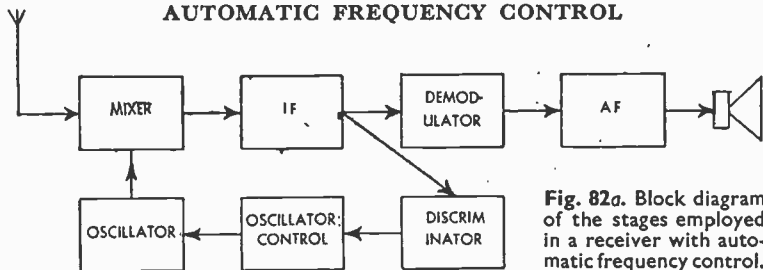 AUTOMATIC FREQUENCY CONTROL
MIXER
IF
DEMOD-
ULATOR
AF
OSCILLATOR
OSCILLATOR:
CONTROL
DISCRIM
INATOR
Fig. 82a. Block diagram
of the stages employed
in a receiver with auto-
matic frequency control.